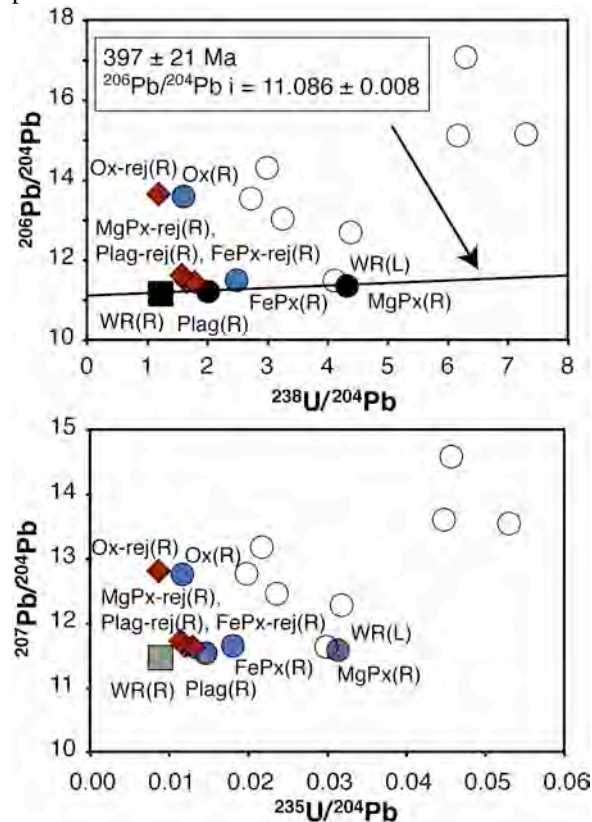 397 ± 21 Ma
²⁰⁶Pb/²⁰⁴Pb i = 11.086 ± 0.008
18
16
14
12
10
²⁰⁶Pb/²⁰⁴Pb
Ox-rej(R)
Ox(R)
MgPx-rej(R),
Plag-rej(R), FePx-rej(R)
WR(L)
FePx(R)
MgPx(R)
WR(R)
Plag(R)
0 1 2 3 4 5 6 7 8
²³⁸U/²⁰⁴Pb
15
14
13
12
11
10
²⁰⁷Pb/²⁰⁴Pb
Ox-rej(R)
Ox(R)
MgPx-rej(R),
Plag-rej(R), FePx-rej(R)
WR(L)
FePx(R)
MgPx(R)
WR(R)
Plag(R)
0.00 0.01 0.02 0.03 0.04 0.05 0.06
²³⁵U/²⁰⁴Pb